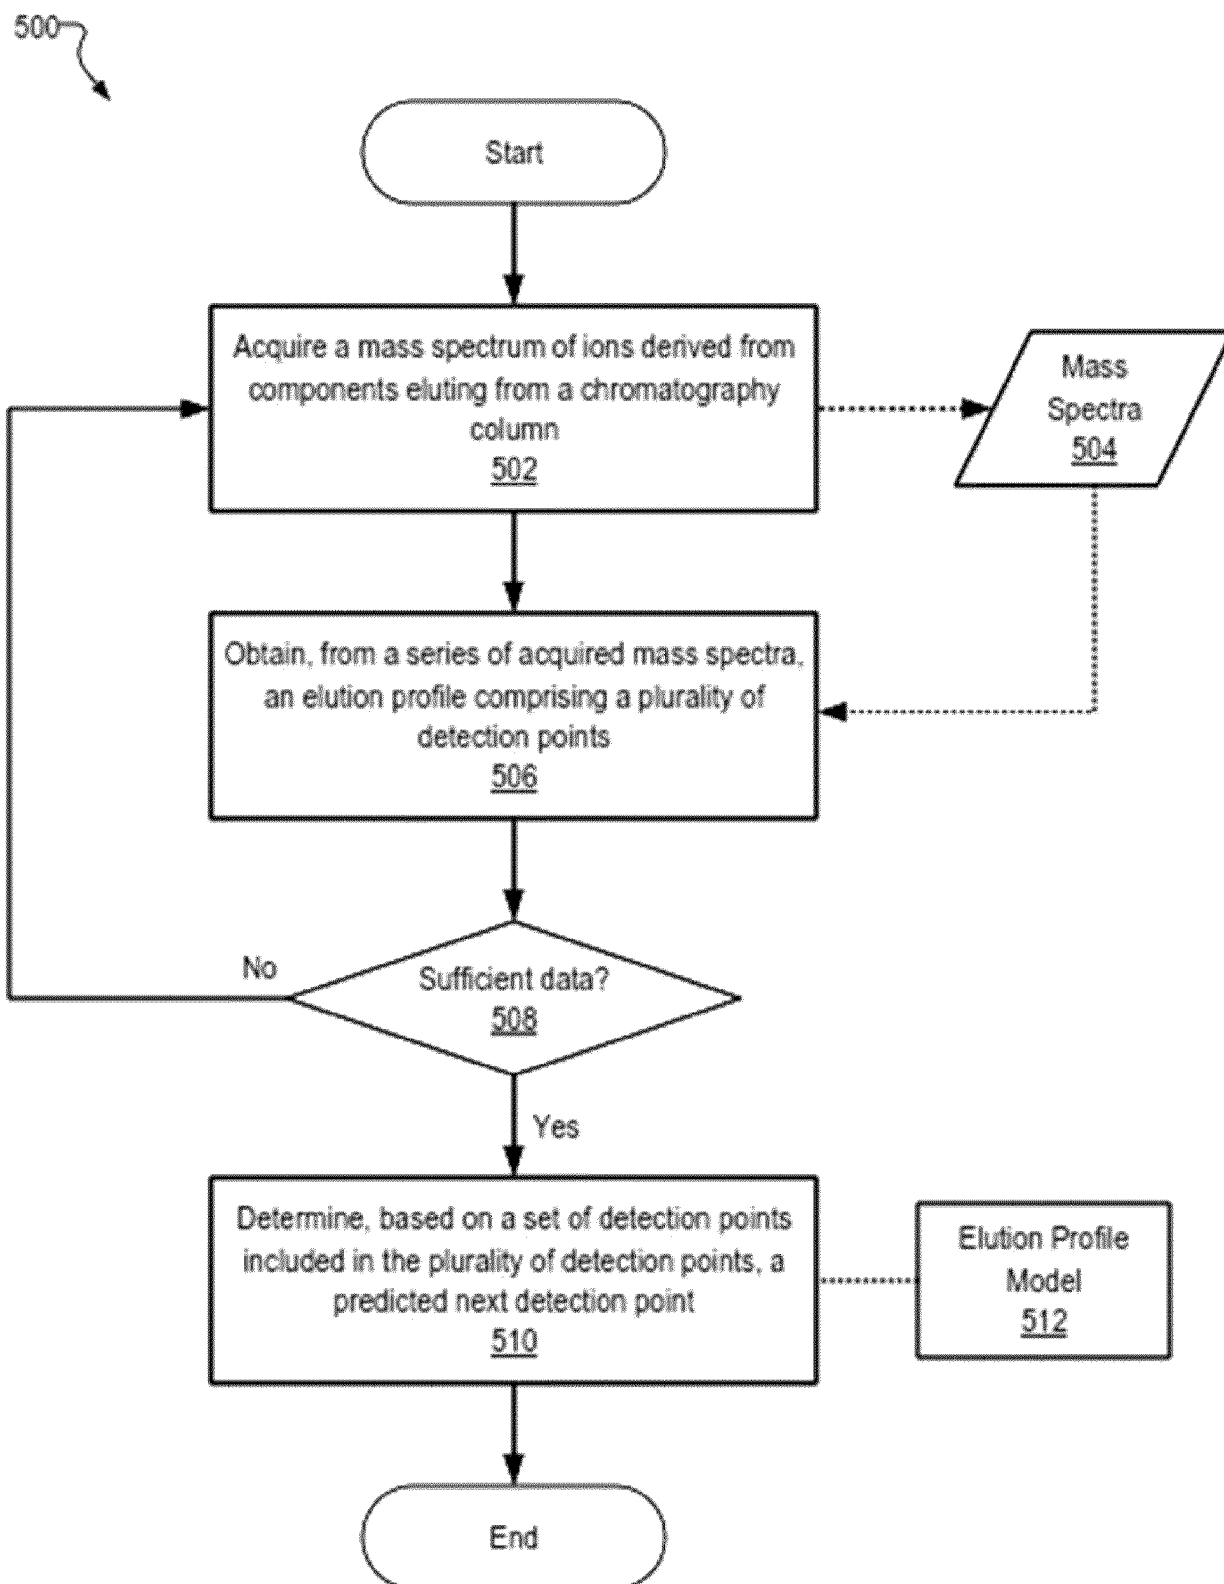 500
Start
Acquire a mass spectrum of ions derived from
components eluting from a chromatography
column
502
Mass
Spectra
504
Obtain, from a series of acquired mass spectra,
an elution profile comprising a plurality of
detection points
506
No
Sufficient data?
508
Yes
Determine, based on a set of detection points
included in the plurality of detection points, a
predicted next detection point
510
Elution Profile
Model
512
End